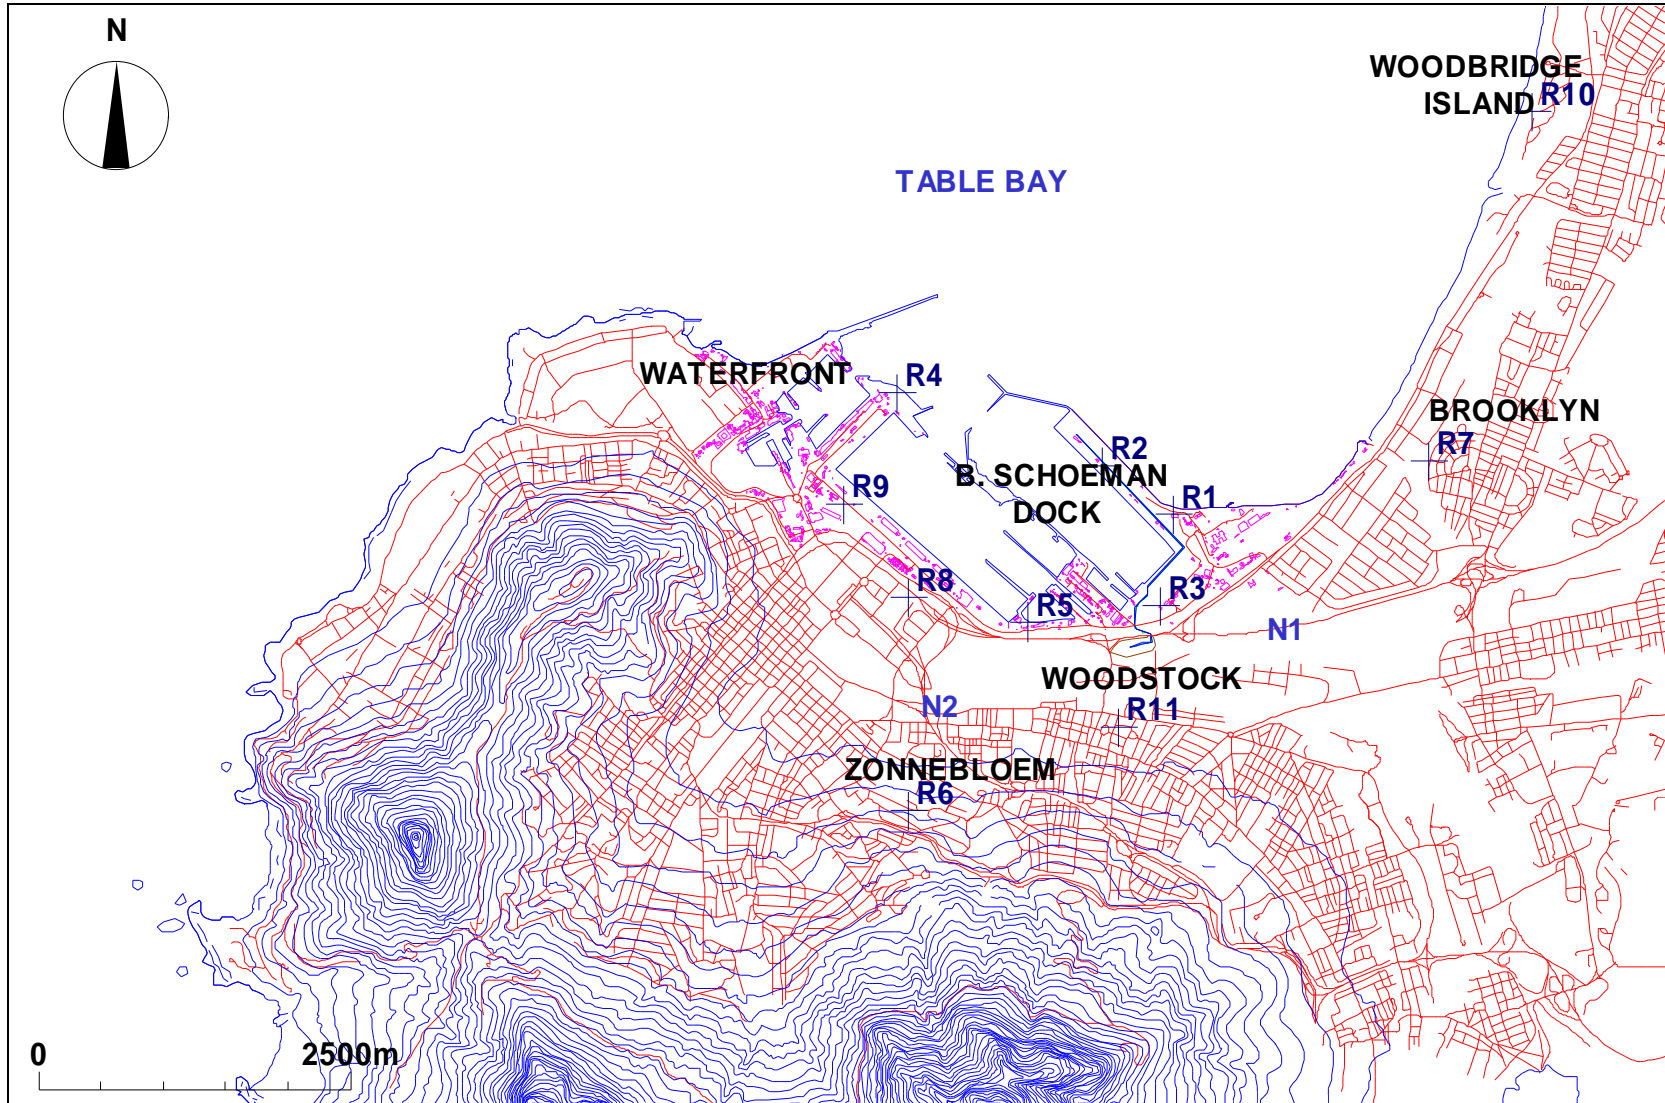 N
WOODBRIDGE
ISLAND
R10
TABLE BAY
WATERFRONT
R4
BROOKLYN
R7
R2
B. SCHOEMAN
DOCK
R9
R1
R8
R5
R3
N1
WOODSTOCK
N2
R11
ZONNEBLOEM
R6
0
2500m